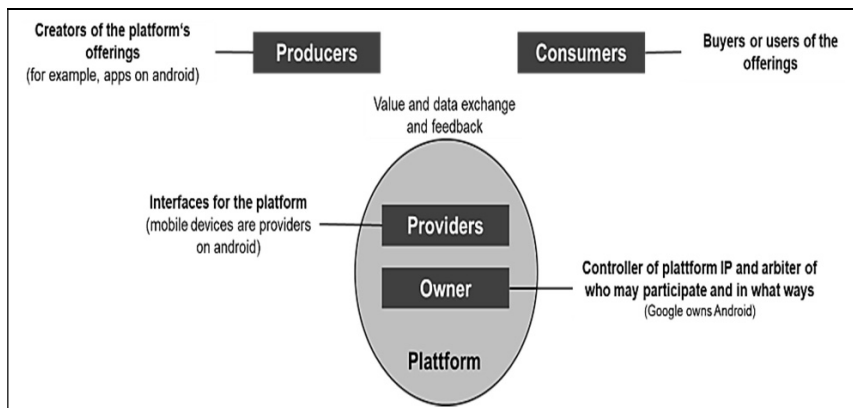 Creators of the platform's
offerings
(for example, apps on android)
Producers
Consumers
Buyers or users of the
offerings
Value and data exchange
and feedback
Interfaces for the platform
(mobile devices are providers
on android)
Providers
Owner
Controller of plattform IP and arbiter of
who may participate and in what ways
(Google owns Android)
Plattform